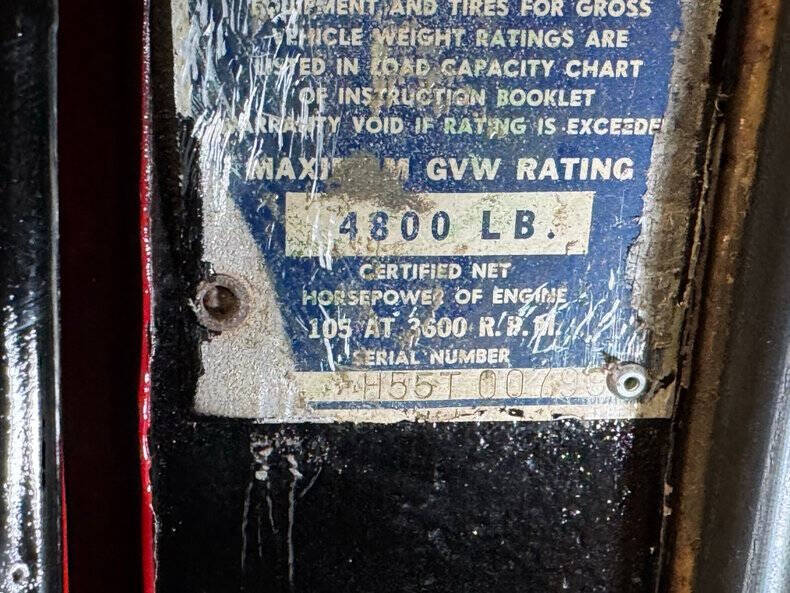 EQUIPMENT AND TIRES FOR GROSS
VEHICLE WEIGHT RATINGS ARE
LISTED IN LOAD CAPACITY CHART
OF INSTRUCTION BOOKLET
WARRANTY VOID IF RATING IS EXCEEDED
MAXIMUM GVW RATING
4800 LB.
CERTIFIED NET
HORSEPOWER OF ENGINE
105 AT 3600 R.P.M.
SERIAL NUMBER